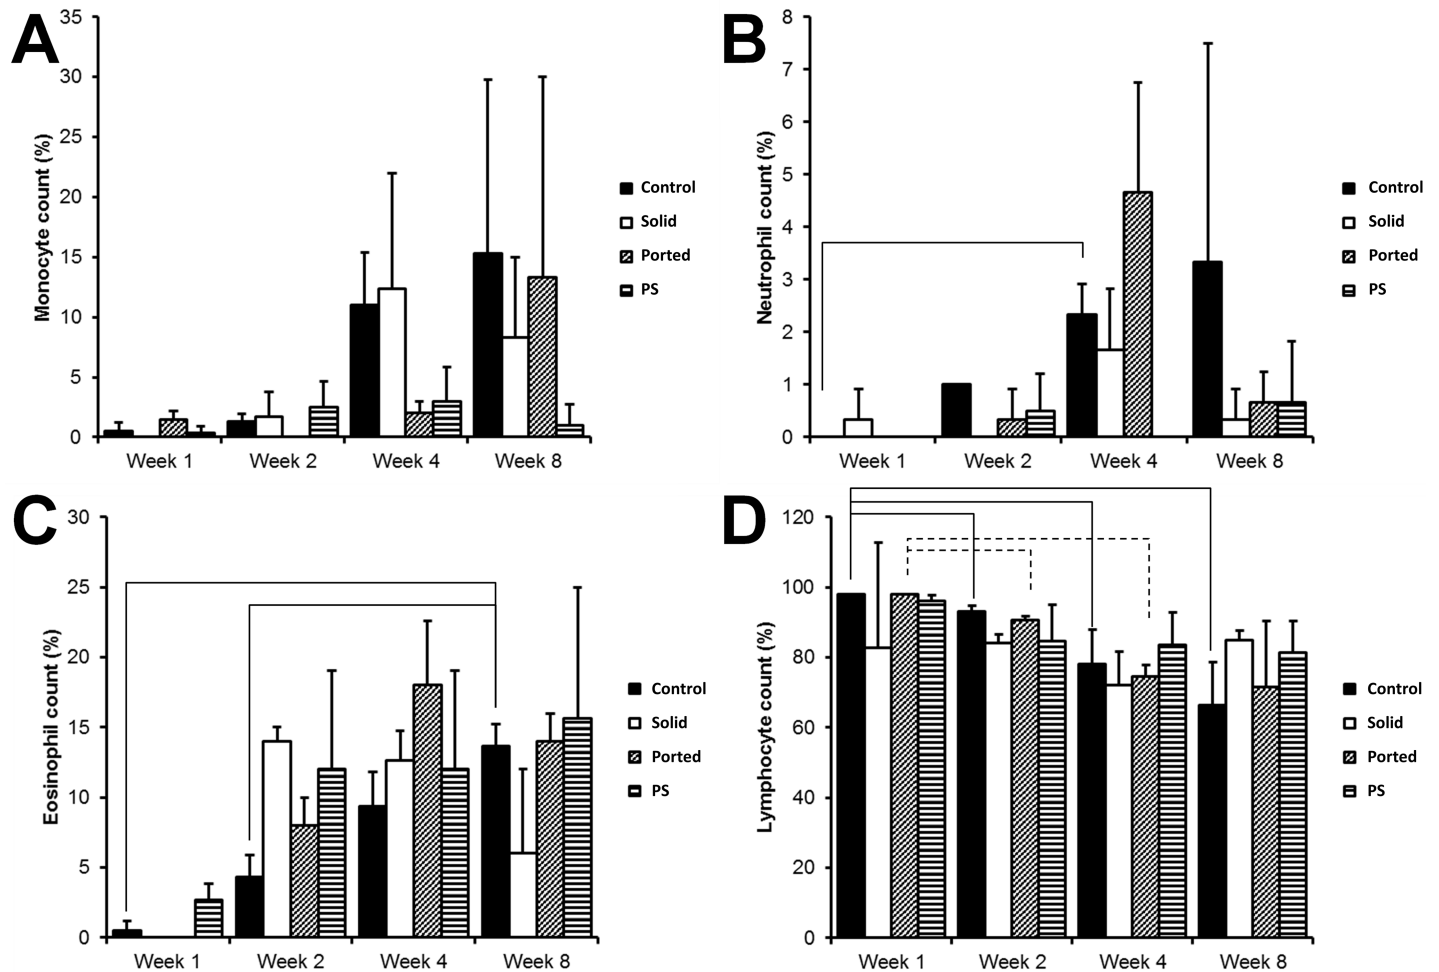 A
Monocyte count (%)
35
30
25
20
15
10
5
0
Week 1 Week 2 Week 4 Week 8
Control
Solid
Ported
PS
B
Neutrophil count (%)
8
7
6
5
4
3
2
1
0
Week 1 Week 2 Week 4 Week 8
Control
Solid
Ported
PS
C
Eosinophil count (%)
30
25
20
15
10
5
0
Week 1 Week 2 Week 4 Week 8
Control
Solid
Ported
PS
D
Lymphocyte count (%)
120
100
80
60
40
20
0
Week 1 Week 2 Week 4 Week 8
Control
Solid
Ported
PS